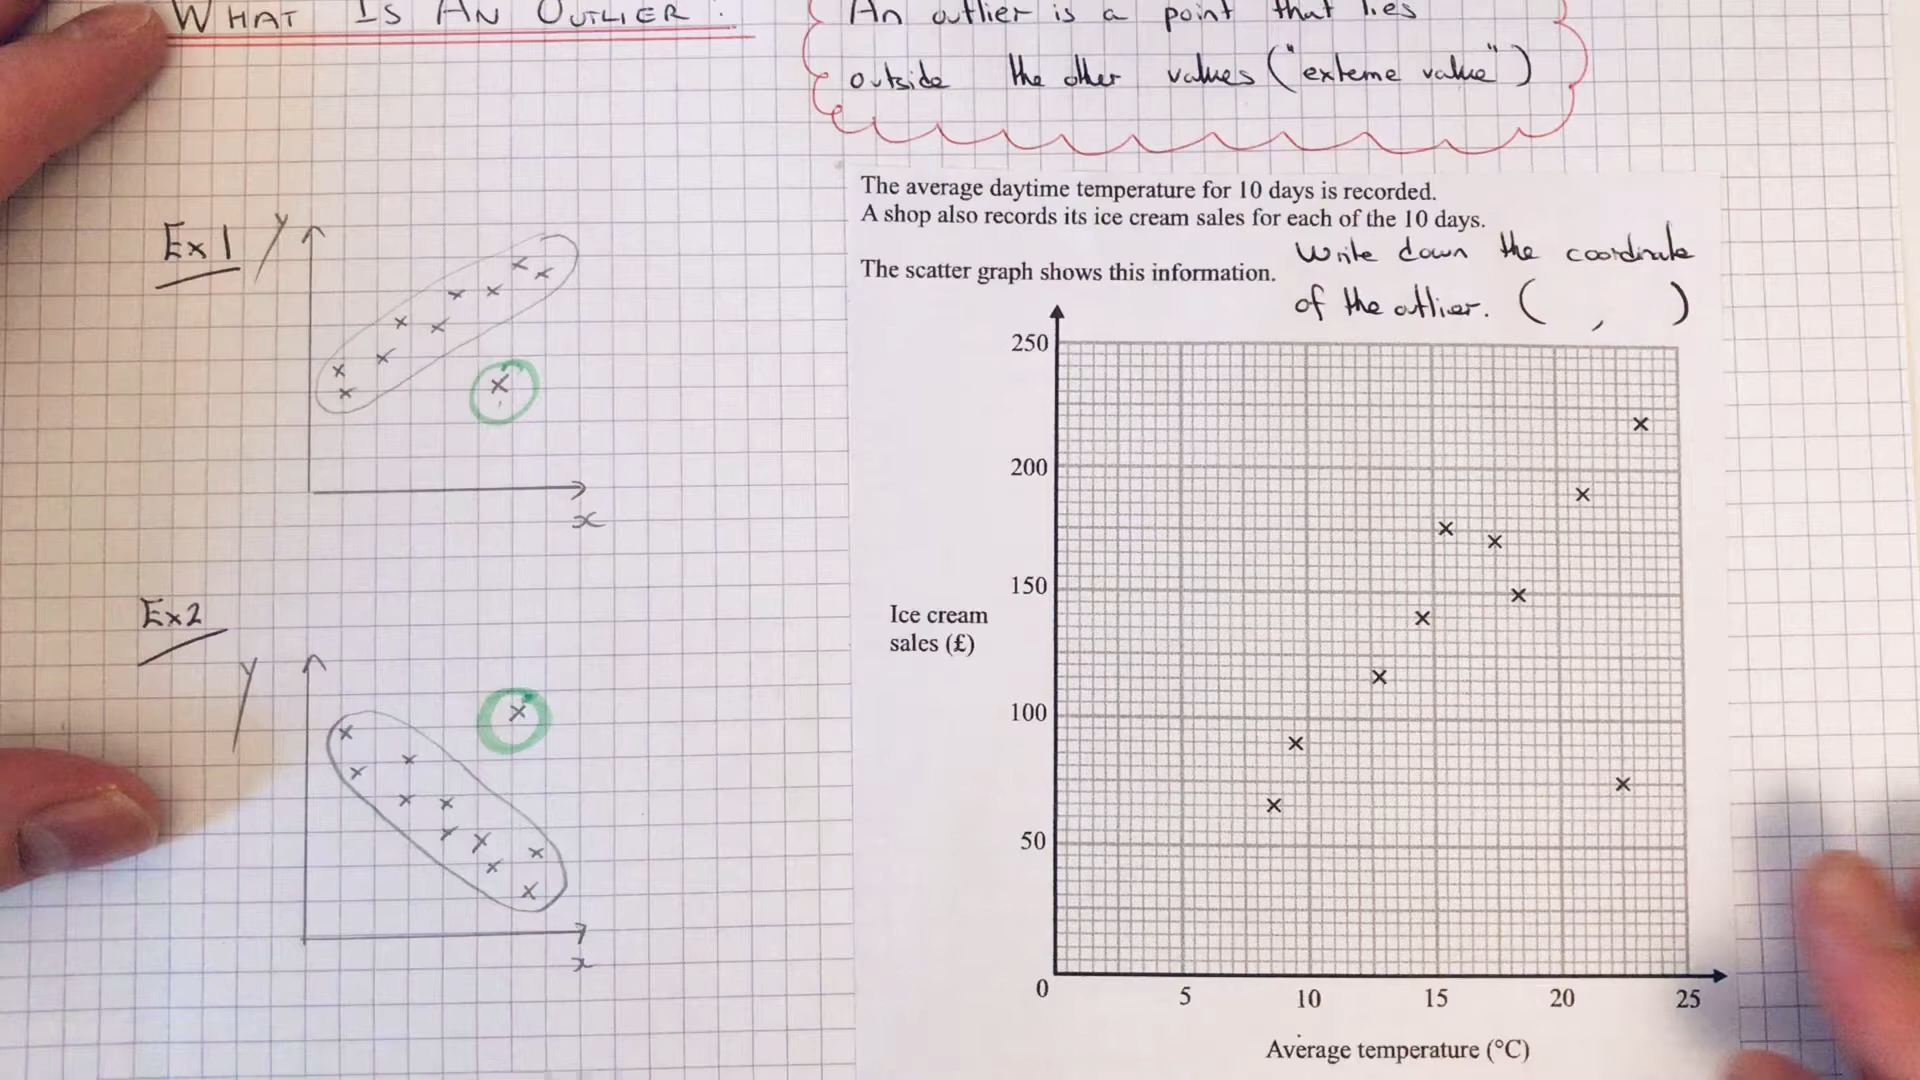 WHAT IS AN OUTLIER ?
An outlier is a point that lies
outside the other values ("exteme value")
Ex 1
y
x
Ex2
y
x
The average daytime temperature for 10 days is recorded.
A shop also records its ice cream sales for each of the 10 days.
The scatter graph shows this information.
Write down the coordinate
of the outlier. ( , )
250
200
150
100
50
0
Ice cream
sales (£)
5 10 15 20 25
Average temperature (°C)